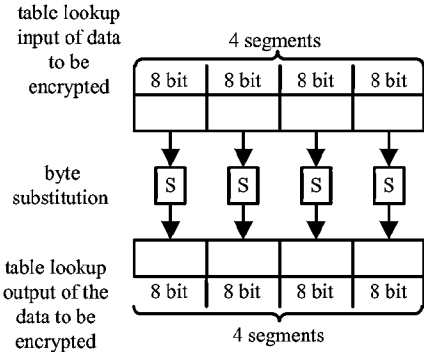 table lookup
input of data
to be
encrypted
4 segments
8 bit 8 bit 8 bit 8 bit
byte
substitution
S S S S
table lookup
output of the
data to be
encrypted
8 bit 8 bit 8 bit 8 bit
4 segments